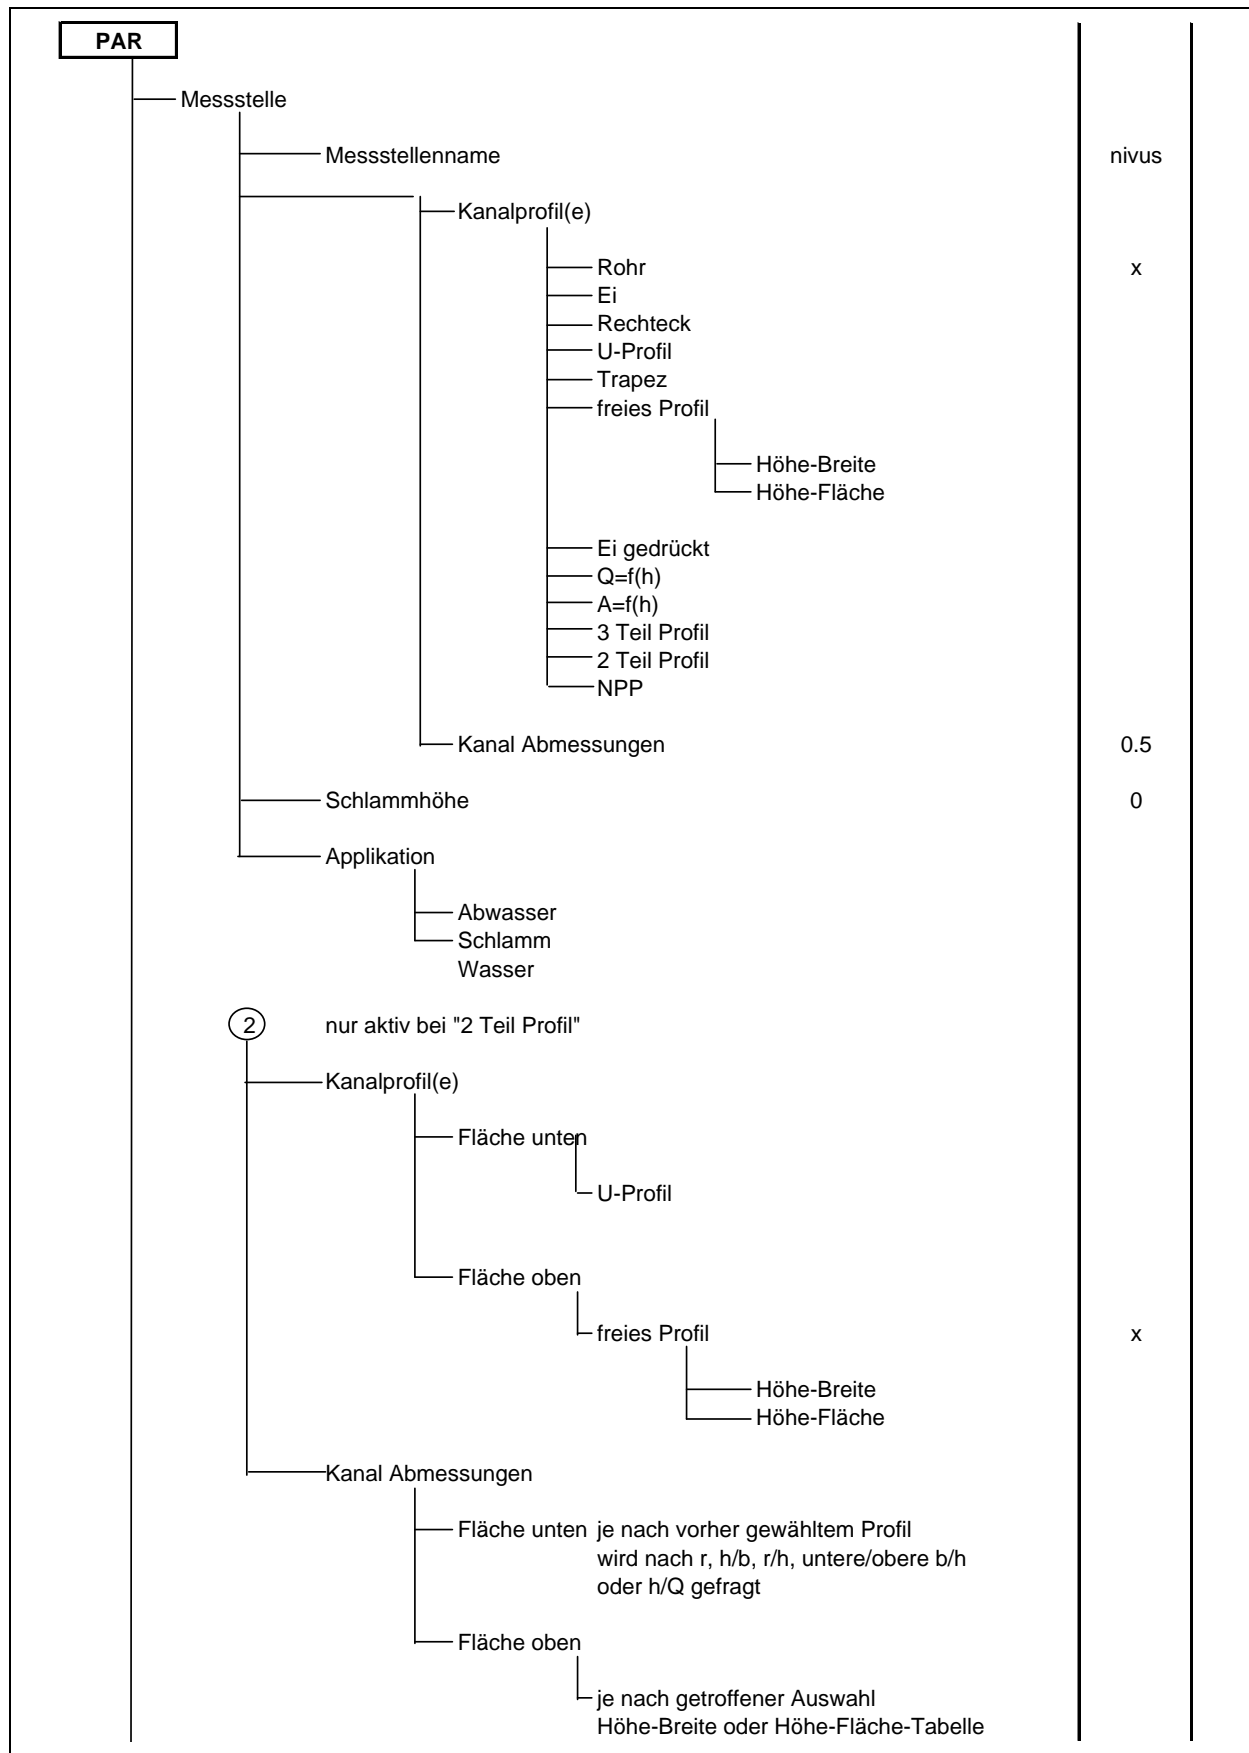 PAR
Messstelle
Messstellenname nivus
Kanalprofil(e)
Rohr x
Ei
Rechteck
U-Profil
Trapez
freies Profil
Höhe-Breite
Höhe-Fläche
Ei gedrückt
Q=f(h)
A=f(h)
3 Teil Profil
2 Teil Profil
NPP
Kanal Abmessungen 0.5
Schlammhöhe 0
Applikation
Abwasser
Schlamm
Wasser
2 nur aktiv bei "2 Teil Profil"
Kanalprofil(e)
Fläche unten
U-Profil
Fläche oben
freies Profil x
Höhe-Breite
Höhe-Fläche
Kanal Abmessungen
Fläche unten je nach vorher gewähltem Profil
wird nach r, h/b, r/h, untere/obere b/h
oder h/Q gefragt
Fläche oben
je nach getroffener Auswahl
Höhe-Breite oder Höhe-Fläche-Tabelle